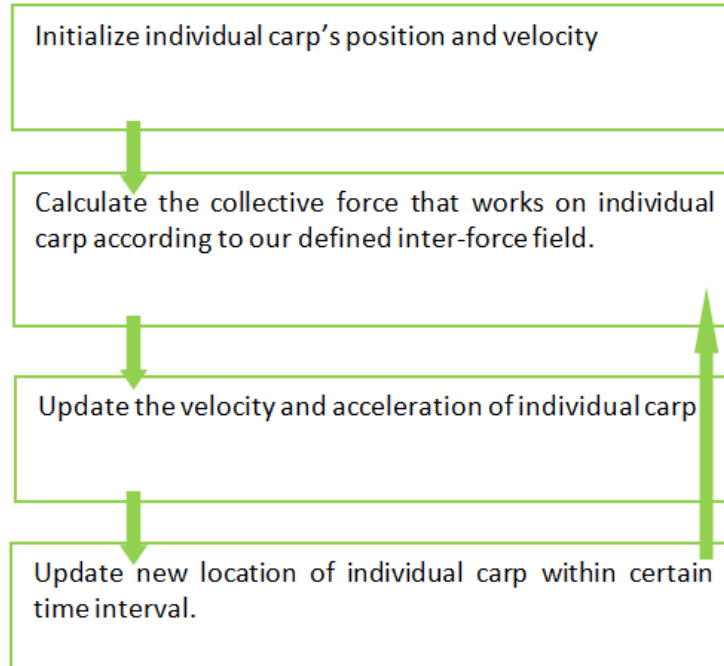 Initialize individual carp's position and velocity
Calculate the collective force that works on individual
carp according to our defined inter-force field.
Update the velocity and acceleration of individual carp
Update new location of individual carp within certain
time interval.